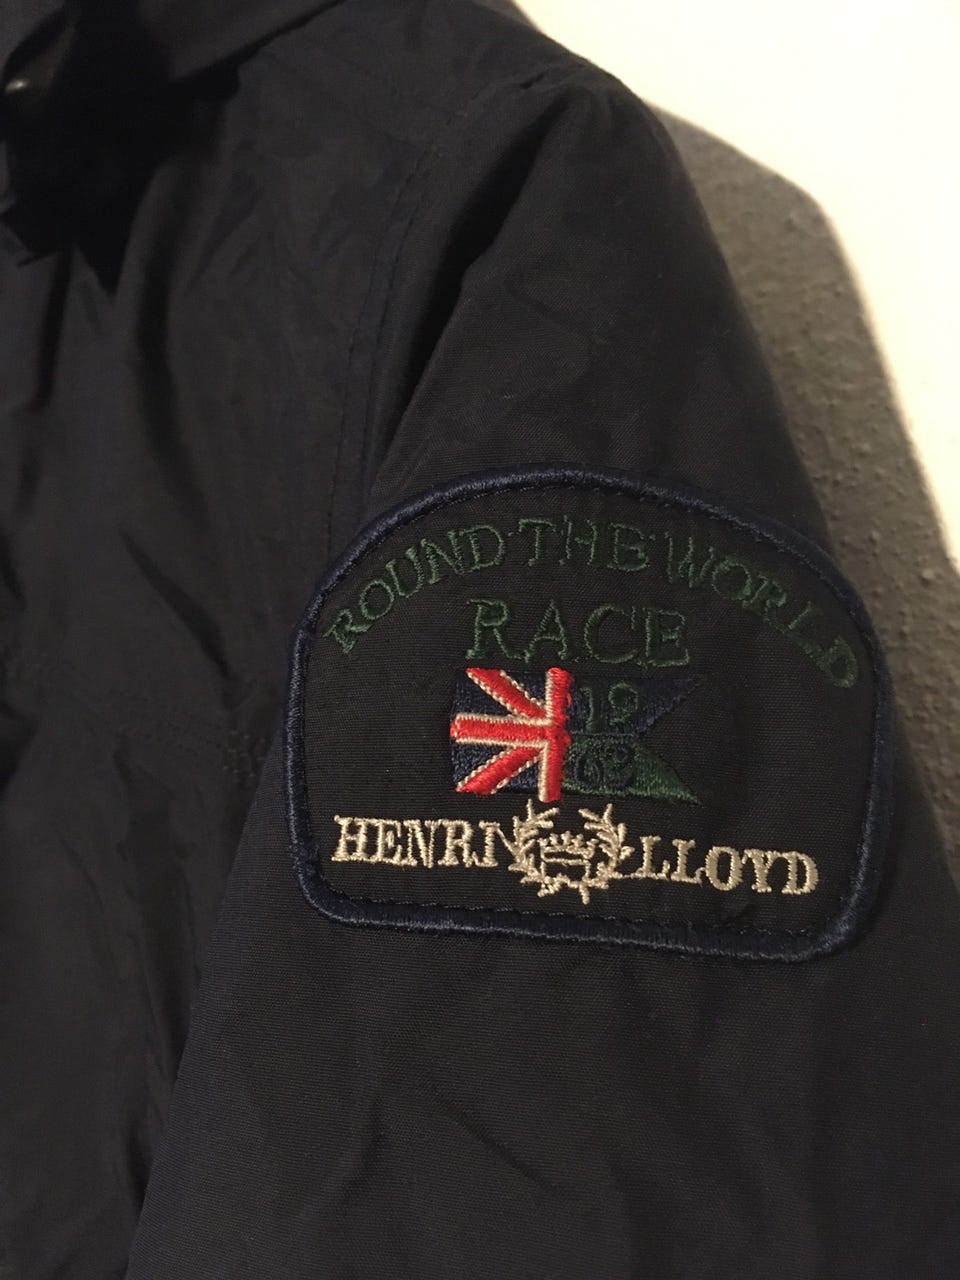 ROUND THE WORLD
RACE
19
63
HENRI LLOYD